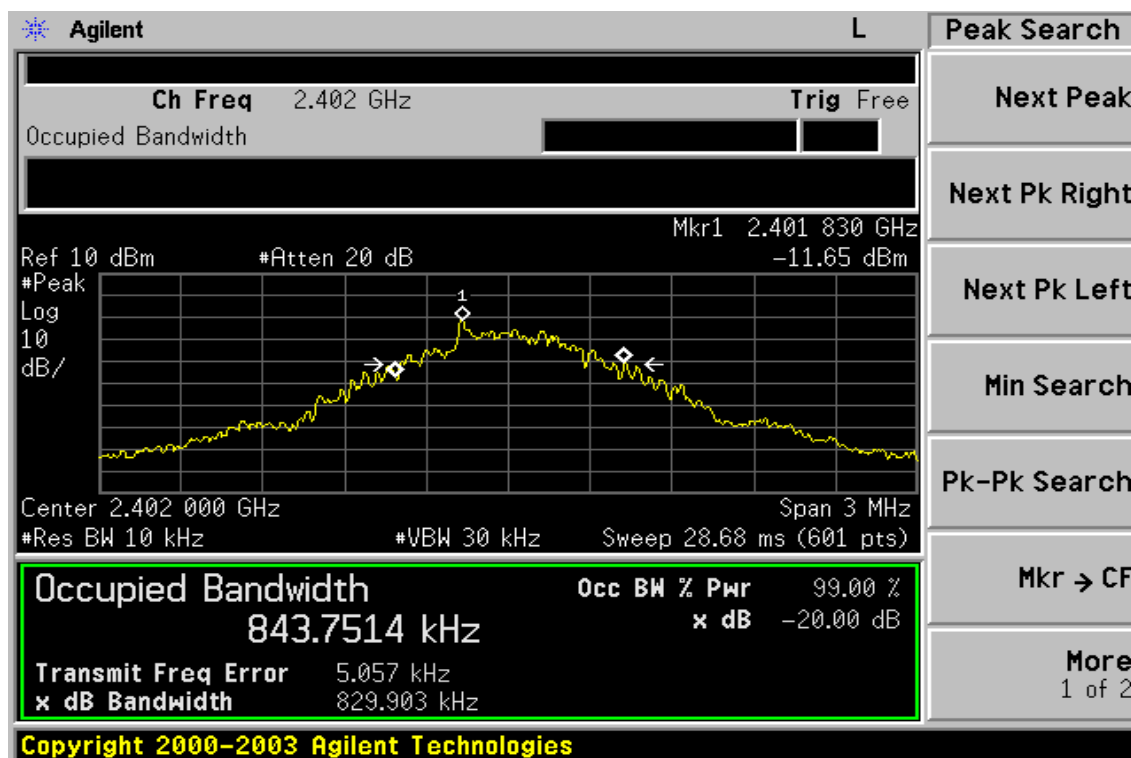 Agilent L Peak Search
Ch Freq 2.402 GHz Trig Free
Occupied Bandwidth
Next Peak
Next Pk Right
Mkr1 2.401 830 GHz
Ref 10 dBm #Atten 20 dB -11.65 dBm
#Peak
Log
10
dB/
1
Next Pk Left
Min Search
Pk-Pk Search
Center 2.402 000 GHz Span 3 MHz
#Res BW 10 kHz #VBW 30 kHz Sweep 28.68 ms (601 pts)
Occupied Bandwidth
843.7514 kHz
Occ BW % Pwr 99.00 %
x dB -20.00 dB
Transmit Freq Error 5.057 kHz
x dB Bandwidth 829.903 kHz
Mkr → CF
More
1 of 2
Copyright 2000-2003 Agilent Technologies